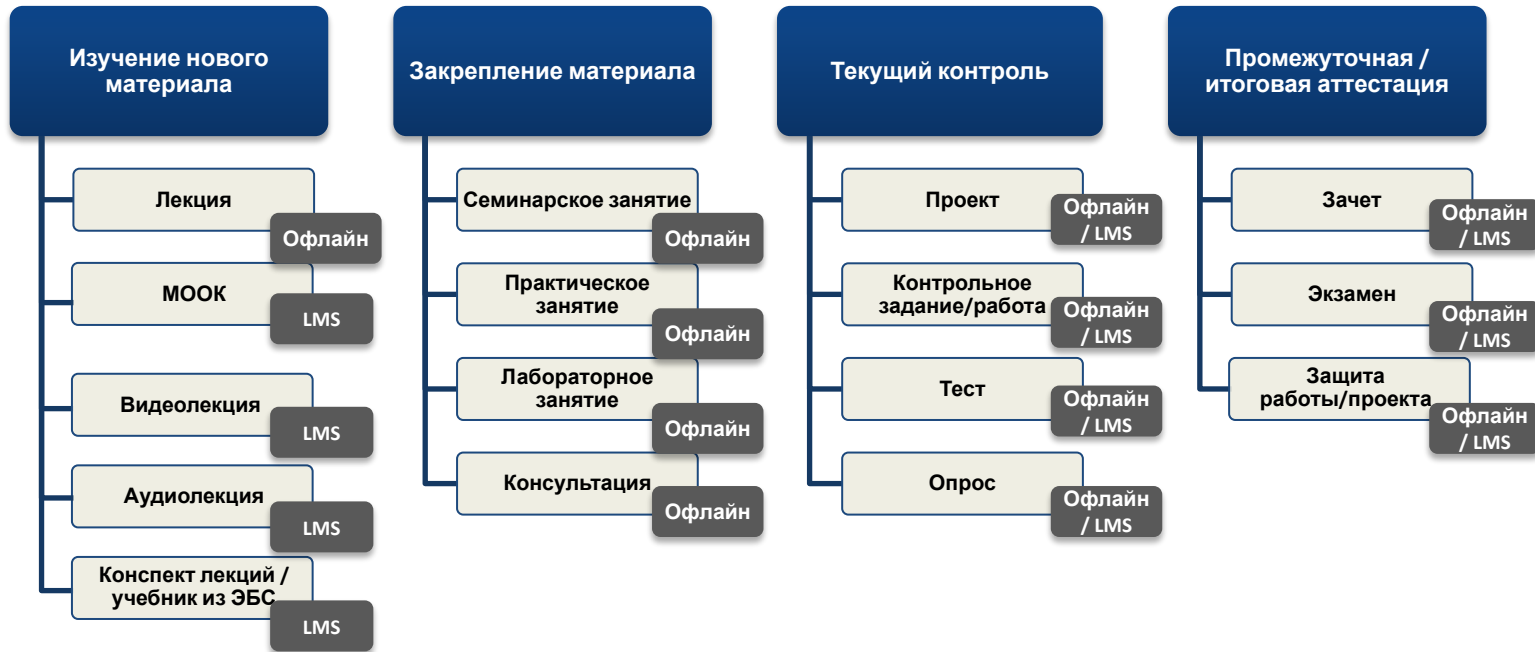 Изучение нового
материала
Лекция
Офлайн
МООК
LMS
Видеолекция
LMS
Аудиолекция
LMS
Конспект лекций /
учебник из ЭБС
LMS
Закрепление материала
Семинарское занятие
Офлайн
Практическое
занятие
Офлайн
Лабораторное
занятие
Офлайн
Консультация
Офлайн
Текущий контроль
Проект
Офлайн
/ LMS
Контрольное
задание/работа
Офлайн
/ LMS
Тест
Офлайн
/ LMS
Опрос
Офлайн
/ LMS
Промежуточная /
итоговая аттестация
Зачет
Офлайн
/ LMS
Экзамен
Офлайн
/ LMS
Защита
работы/проекта
Офлайн
/ LMS